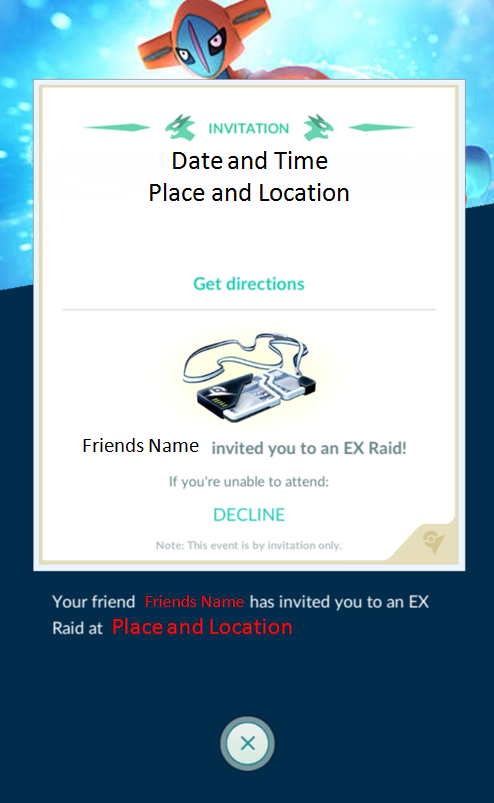 INVITATION
Date and Time
Place and Location
Get directions
Friends Name invited you to an EX Raid!
If you're unable to attend:
DECLINE
Note: This event is by invitation only.
Your friend Friends Name has invited you to an EX
Raid at Place and Location